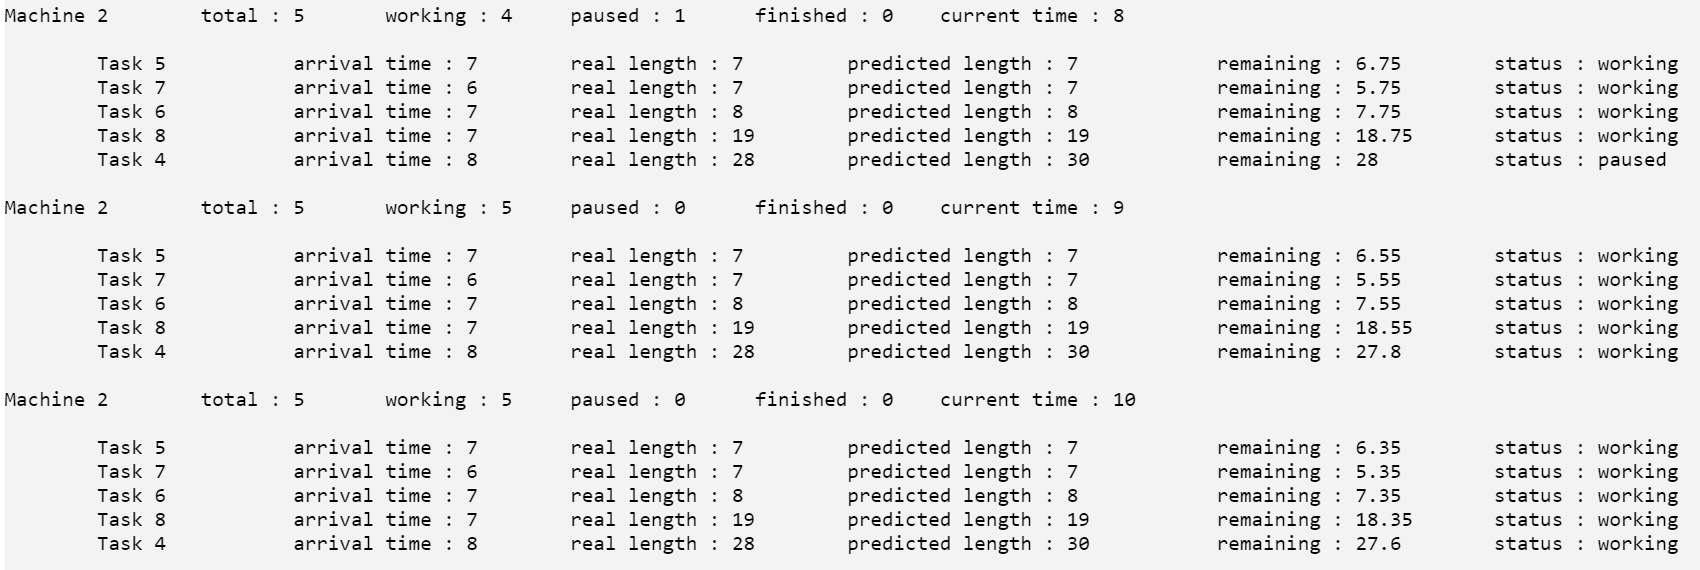 Machine 2 total : 5 working : 4 paused : 1 finished : 0 current time : 8
Task 5 arrival time : 7 real length : 7 predicted length : 7 remaining : 6.75 status : working
Task 7 arrival time : 6 real length : 7 predicted length : 7 remaining : 5.75 status : working
Task 6 arrival time : 7 real length : 8 predicted length : 8 remaining : 7.75 status : working
Task 8 arrival time : 7 real length : 19 predicted length : 19 remaining : 18.75 status : working
Task 4 arrival time : 8 real length : 28 predicted length : 30 remaining : 28 status : paused
Machine 2 total : 5 working : 5 paused : 0 finished : 0 current time : 9
Task 5 arrival time : 7 real length : 7 predicted length : 7 remaining : 6.55 status : working
Task 7 arrival time : 6 real length : 7 predicted length : 7 remaining : 5.55 status : working
Task 6 arrival time : 7 real length : 8 predicted length : 8 remaining : 7.55 status : working
Task 8 arrival time : 7 real length : 19 predicted length : 19 remaining : 18.55 status : working
Task 4 arrival time : 8 real length : 28 predicted length : 30 remaining : 27.8 status : working
Machine 2 total : 5 working : 5 paused : 0 finished : 0 current time : 10
Task 5 arrival time : 7 real length : 7 predicted length : 7 remaining : 6.35 status : working
Task 7 arrival time : 6 real length : 7 predicted length : 7 remaining : 5.35 status : working
Task 6 arrival time : 7 real length : 8 predicted length : 8 remaining : 7.35 status : working
Task 8 arrival time : 7 real length : 19 predicted length : 19 remaining : 18.35 status : working
Task 4 arrival time : 8 real length : 28 predicted length : 30 remaining : 27.6 status : working